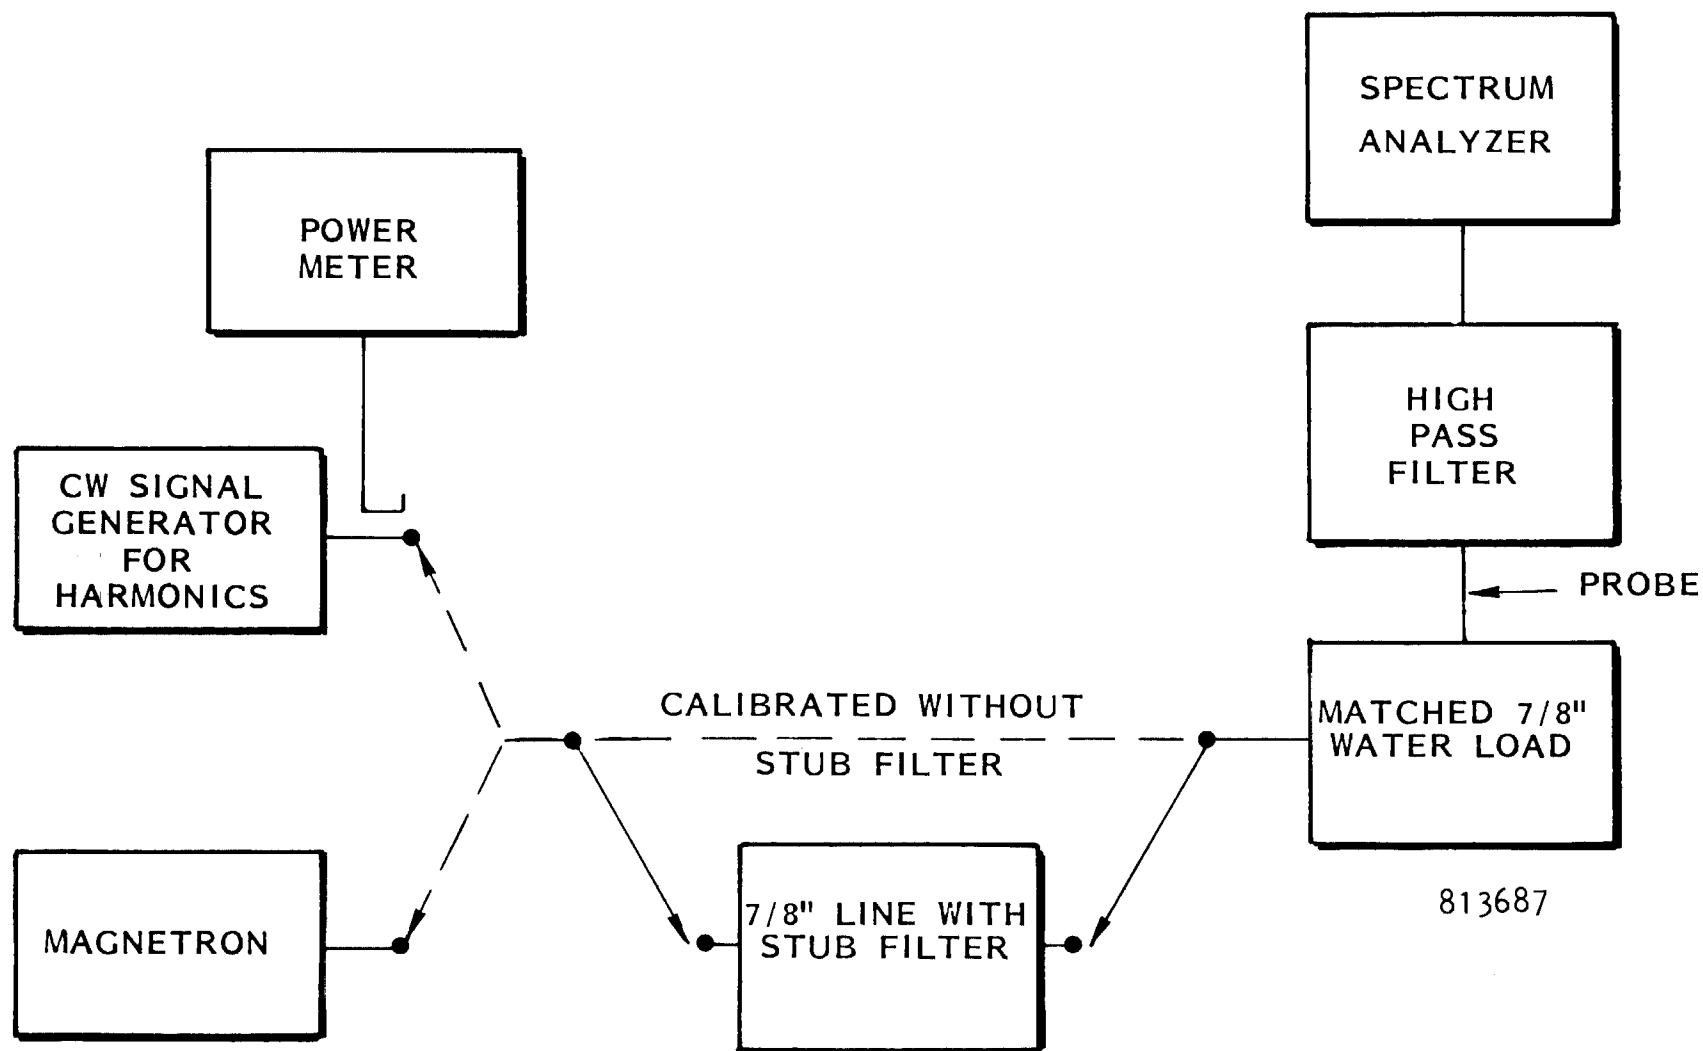 SPECTRUM
ANALYZER
POWER
METER
HIGH
PASS
FILTER
CW SIGNAL
GENERATOR
FOR
HARMONICS
PROBE
CALIBRATED WITHOUT
STUB FILTER
MATCHED 7/8"
WATER LOAD
MAGNETRON
7/8" LINE WITH
STUB FILTER
813687